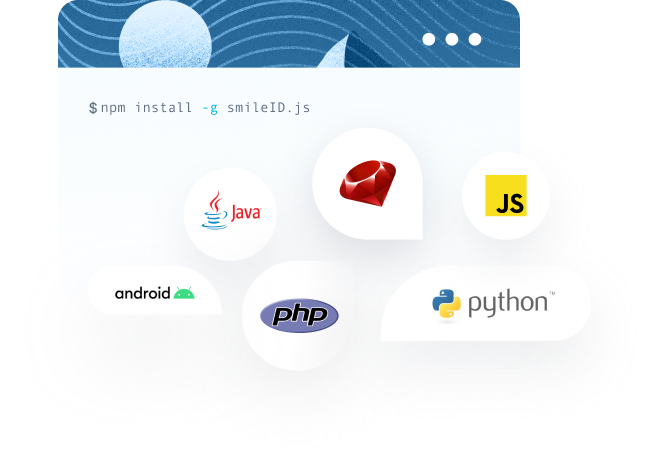 $ npm install -g smileID.js
Java
JS
android
php
python™